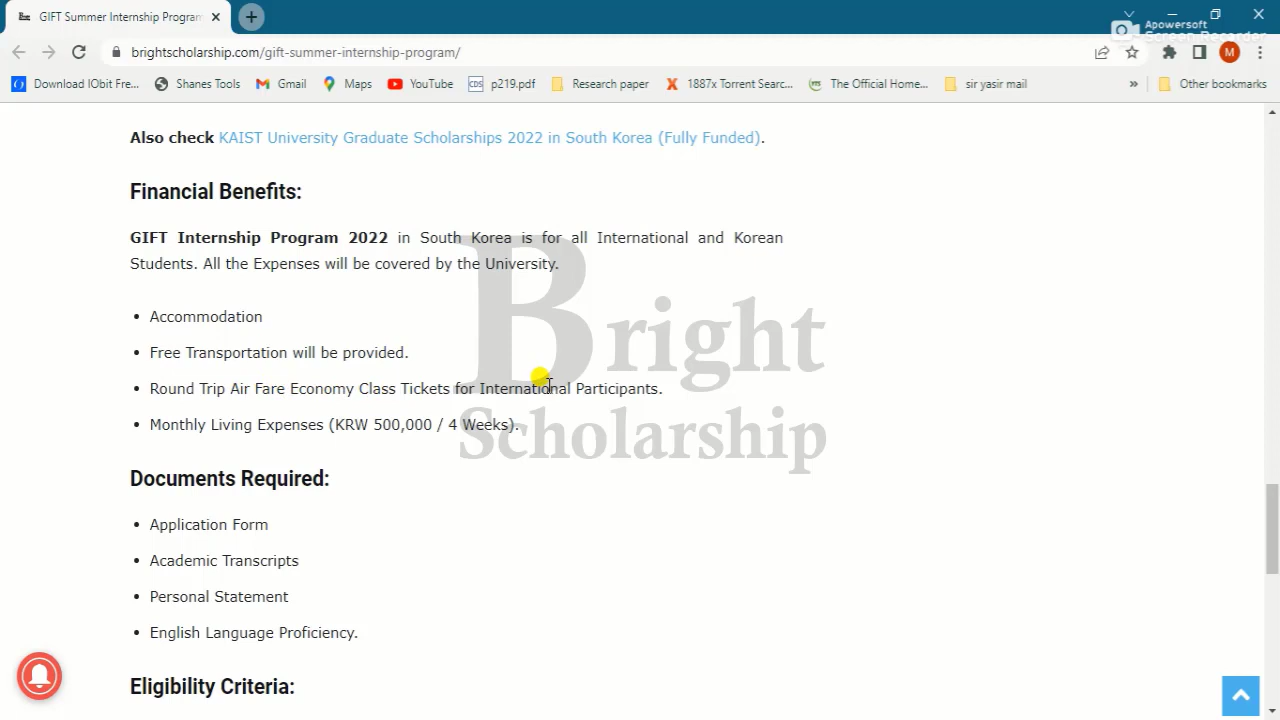 GIFT Summer Internship Program
Apowersoft
Screen Recorder
brightscholarship.com/gift-summer-internship-program/
M
Download IObit Fre...
Shanes Tools
Gmail
Maps
YouTube
CDS
p219.pdf
Research paper
X
1887x Torrent Searc...
The Official Home...
sir yasir mail
»
Other bookmarks
Also check KAIST University Graduate Scholarships 2022 in South Korea (Fully Funded).
Financial Benefits:
GIFT Internship Program 2022 in South Korea is for all International and Korean
Students. All the Expenses will be covered by the University.
• Accommodation
• Free Transportation will be provided.
• Round Trip Air Fare Economy Class Tickets for International Participants.
• Monthly Living Expenses (KRW 500,000 / 4 Weeks).
Bright
Scholarship
Documents Required:
• Application Form
• Academic Transcripts
• Personal Statement
• English Language Proficiency.
Eligibility Criteria: